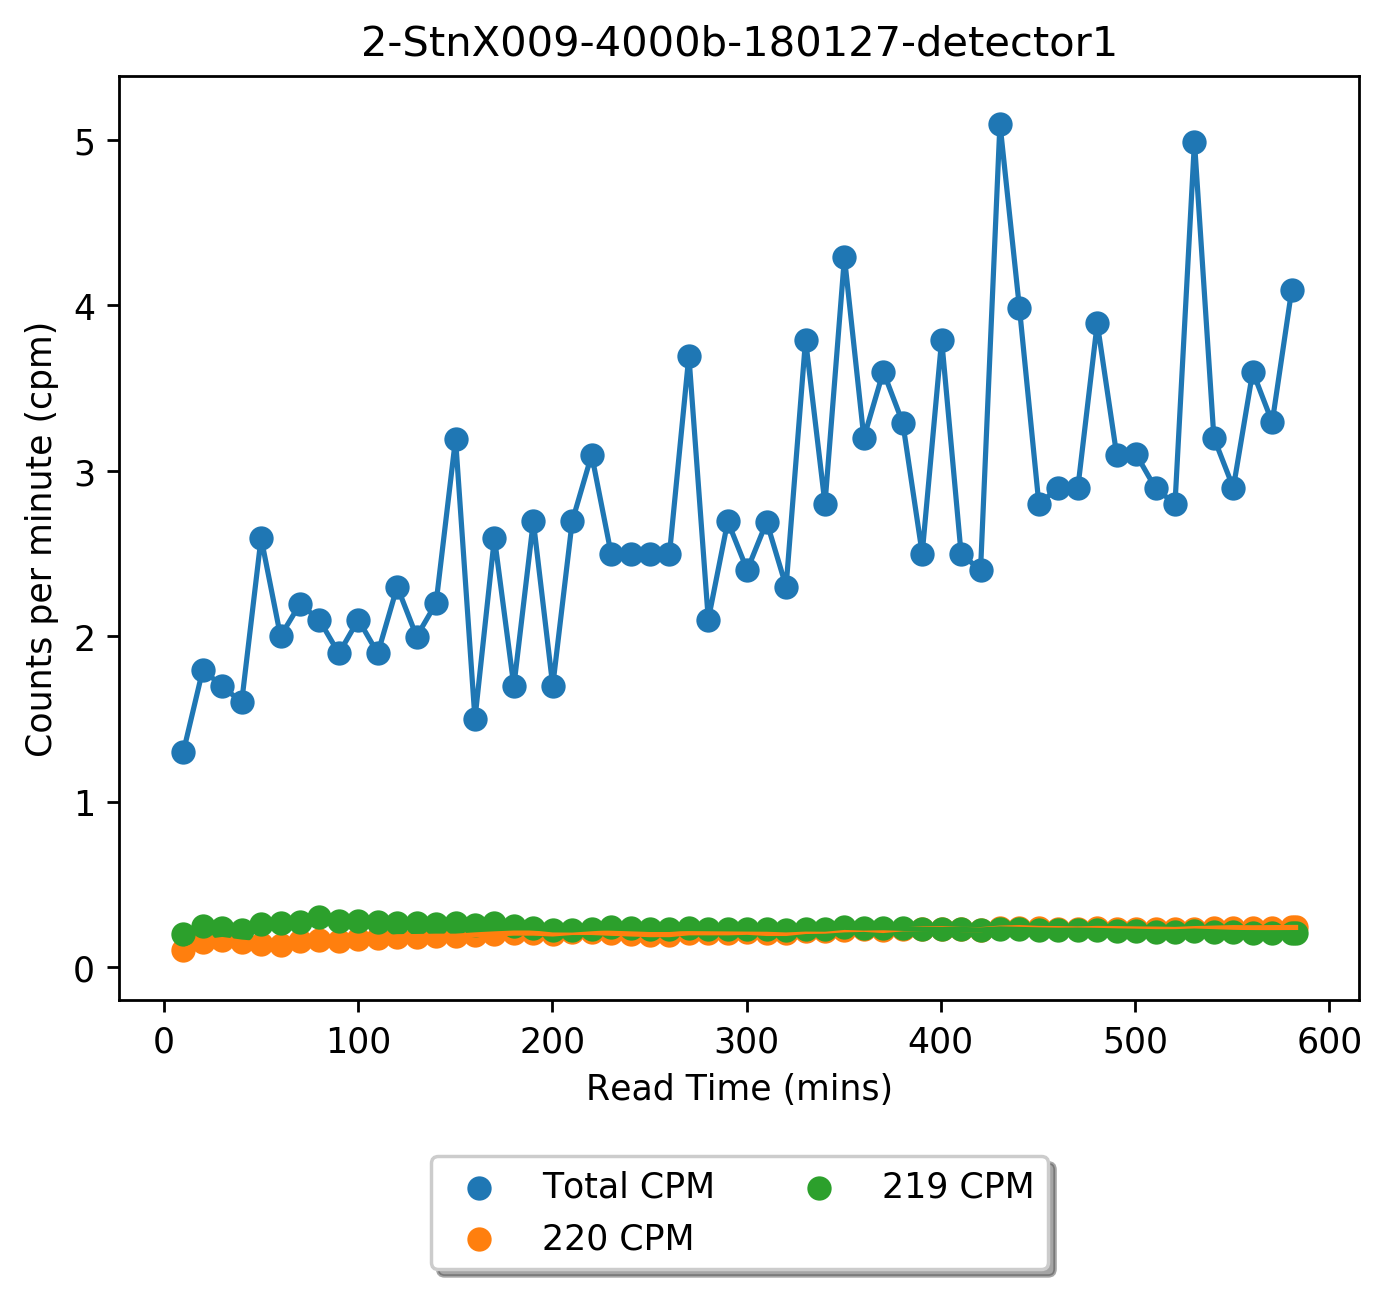 2-StnX009-4000b-180127-detector1
5
4
3
2
1
0
Counts per minute (cpm)
0 100 200 300 400 500 600
Read Time (mins)
Total CPM 219 CPM
220 CPM